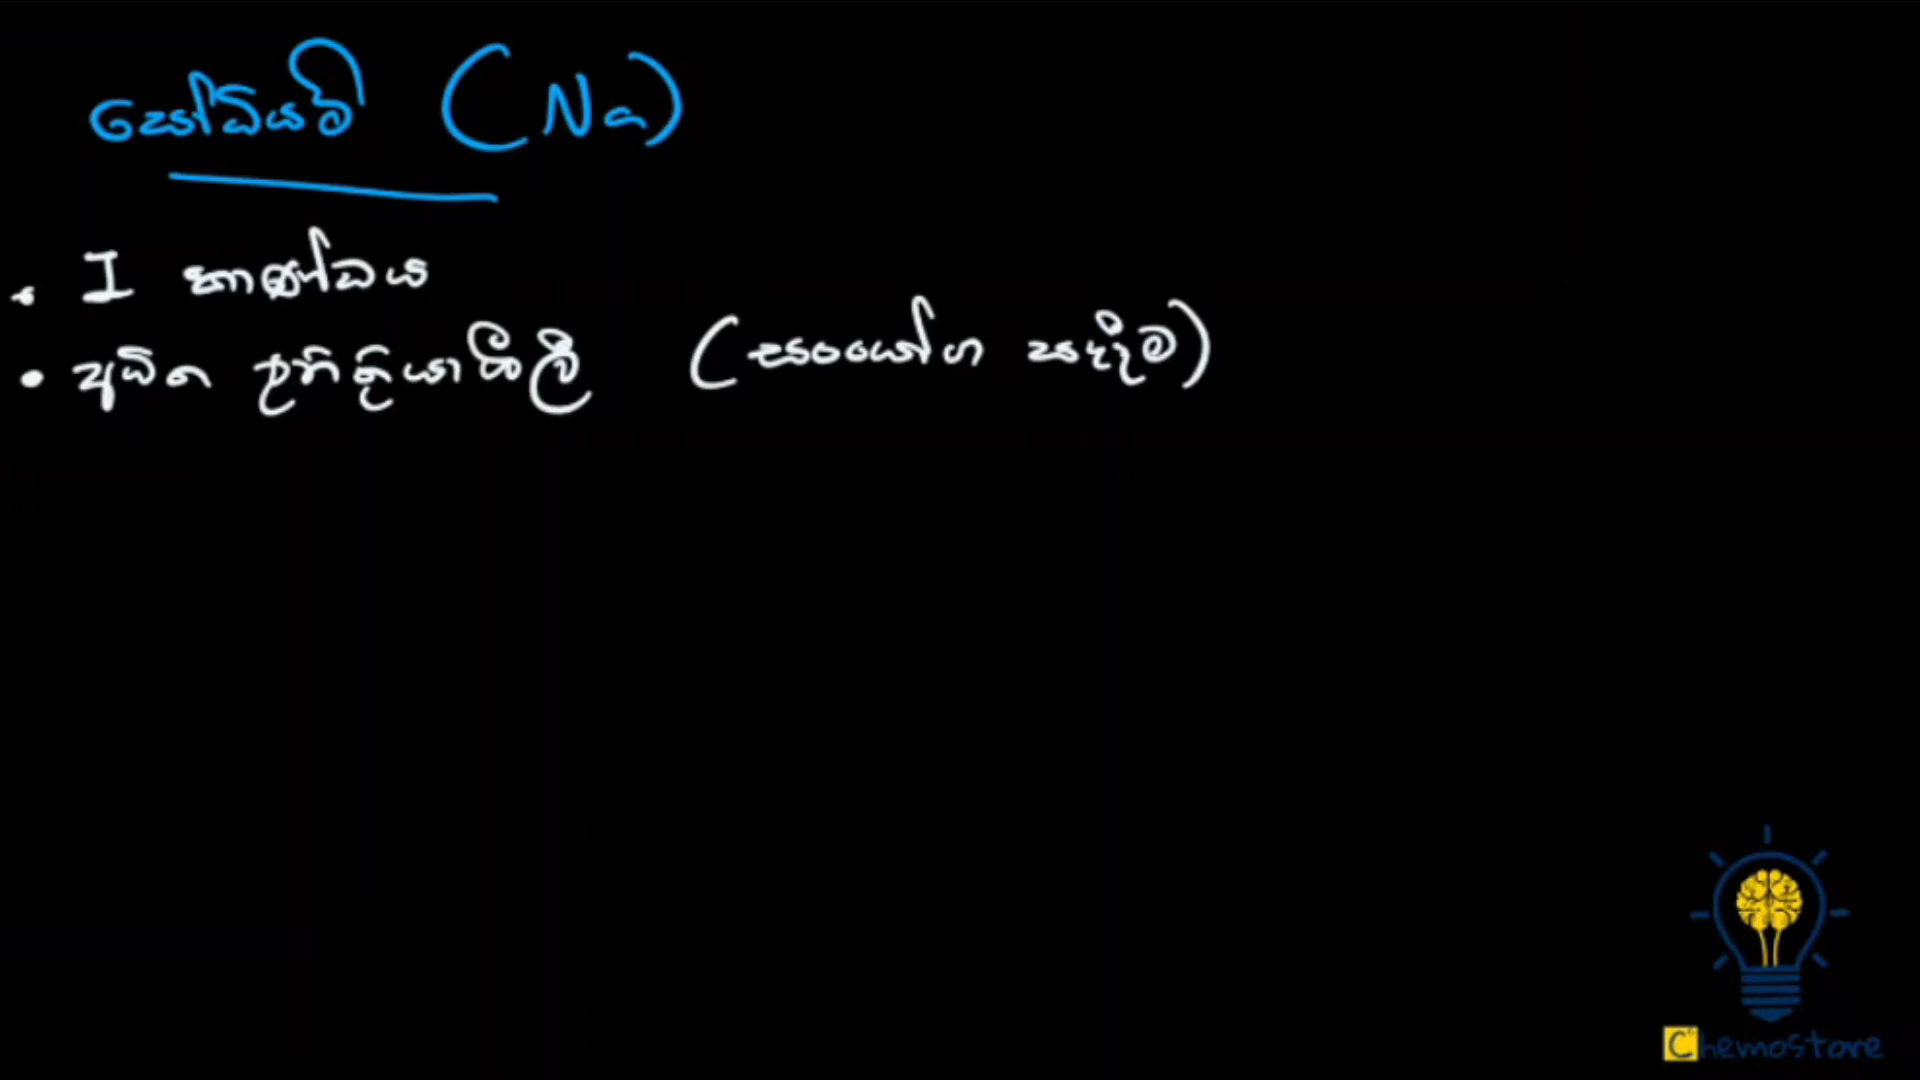 සෝඩියම් (Na)
• I කාණ්ඩය
• අධික ප්‍රතික්‍රියාශීලී (සංයෝග සෑදීම)
Chemostore